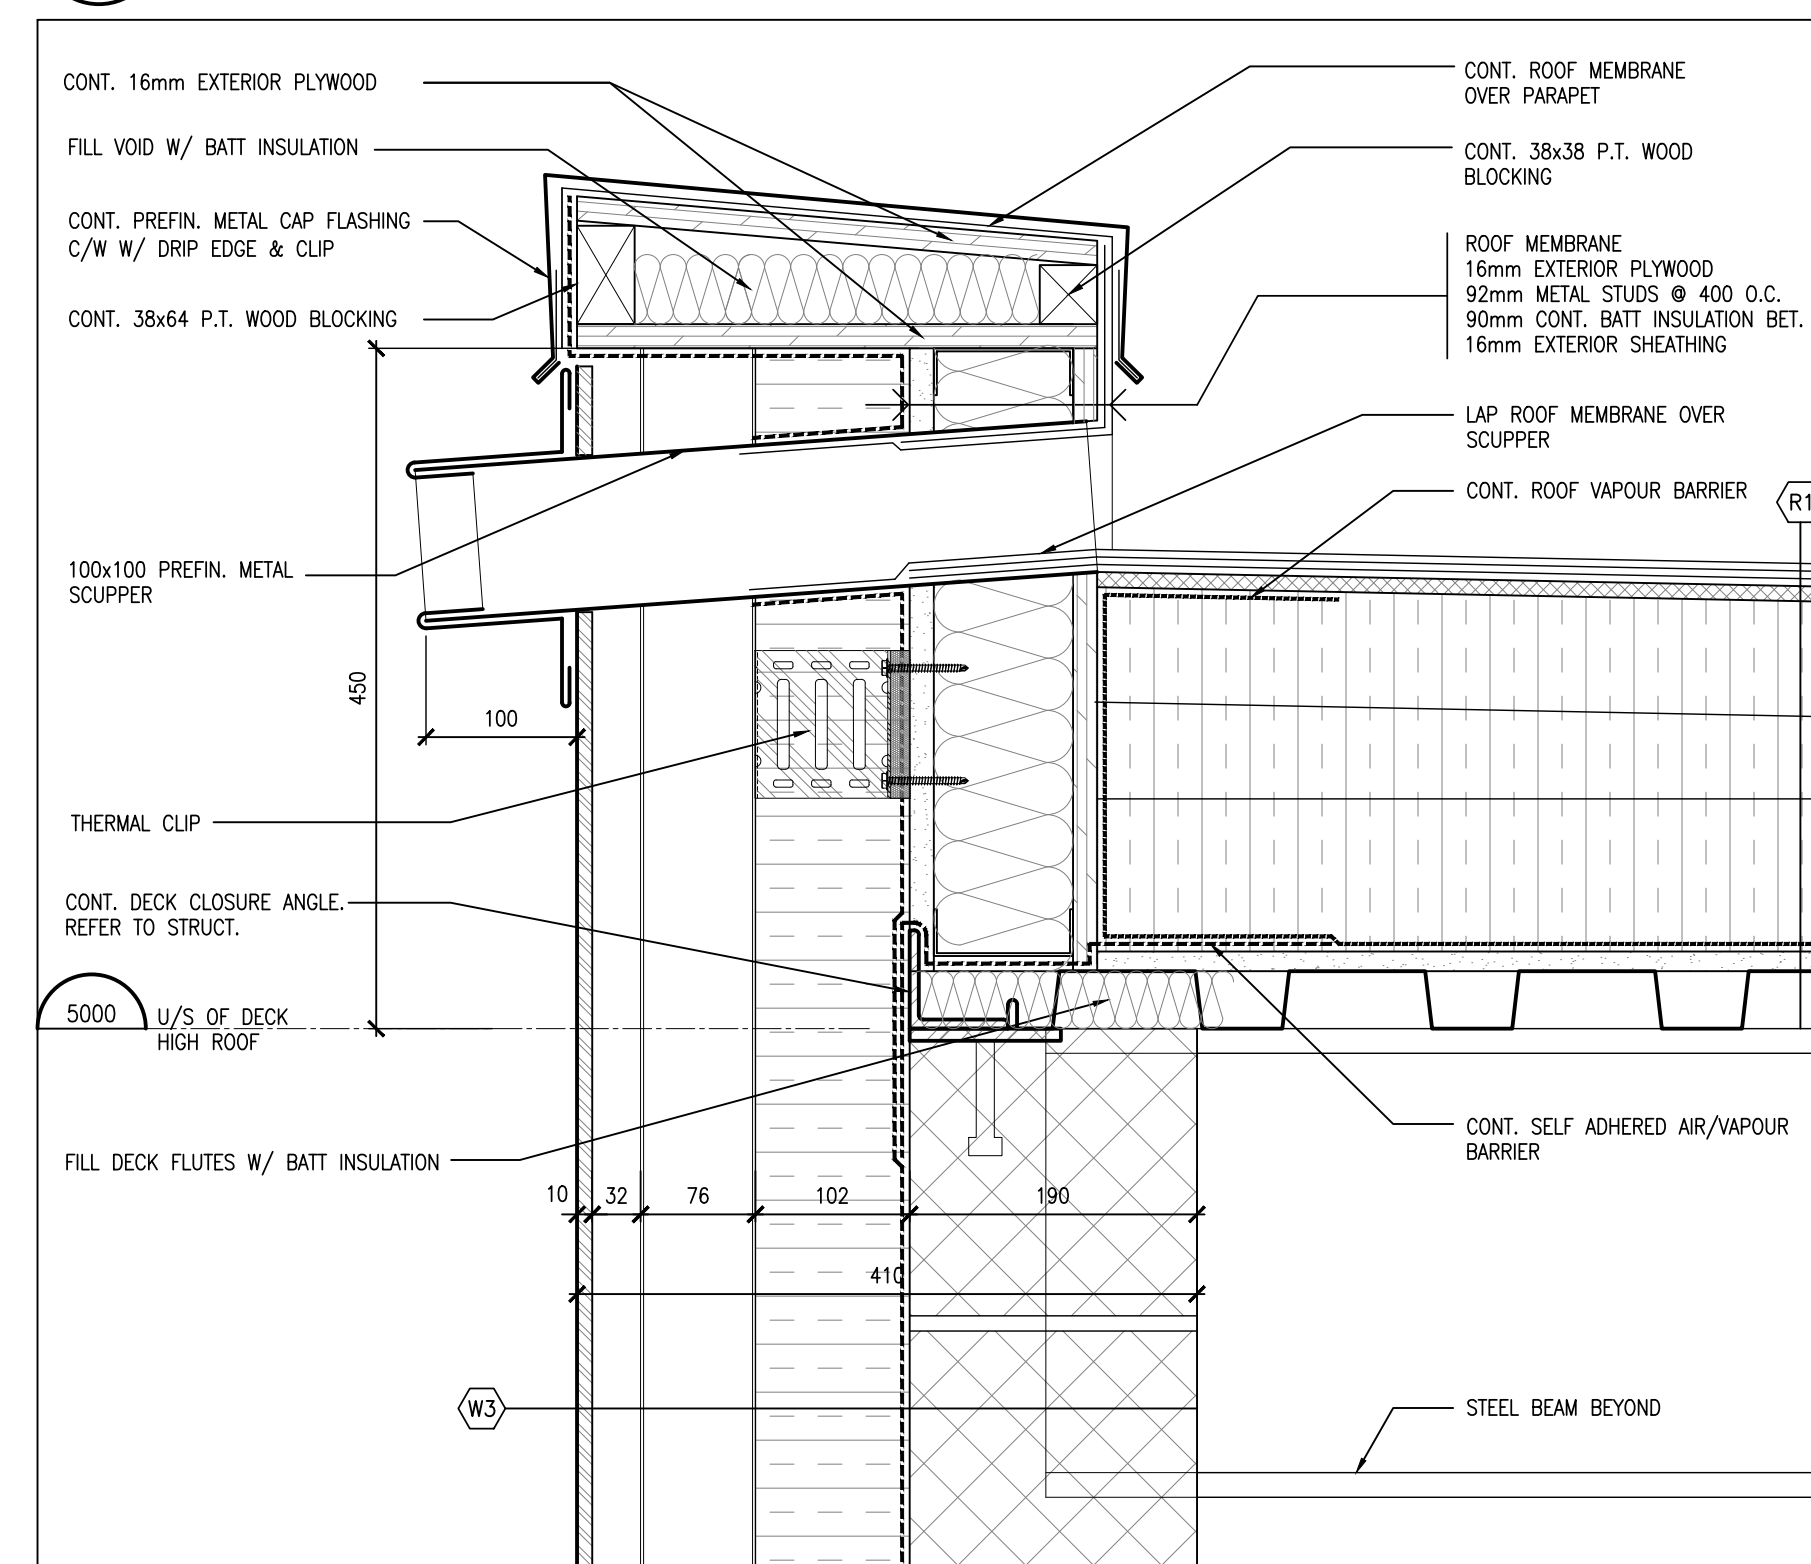 CONT. 16mm EXTERIOR PLYWOOD
FILL VOID W/ BATT INSULATION
CONT. PREFIN. METAL CAP FLASHING
C/W W/ DRIP EDGE & CLIP
CONT. 38x64 P.T. WOOD BLOCKING
100x100 PREFIN. METAL
SCUPPER
450
100
THERMAL CLIP
CONT. DECK CLOSURE ANGLE.
REFER TO STRUCT.
5000
U/S OF DECK
HIGH ROOF
FILL DECK FLUTES W/ BATT INSULATION
10
32
76
102
190
410
W3
CONT. ROOF MEMBRANE
OVER PARAPET
CONT. 38x38 P.T. WOOD
BLOCKING
ROOF MEMBRANE
16mm EXTERIOR PLYWOOD
92mm METAL STUDS @ 400 O.C.
90mm CONT. BATT INSULATION BET.
16mm EXTERIOR SHEATHING
LAP ROOF MEMBRANE OVER
SCUPPER
CONT. ROOF VAPOUR BARRIER
R1
CONT. SELF ADHERED AIR/VAPOUR
BARRIER
STEEL BEAM BEYOND